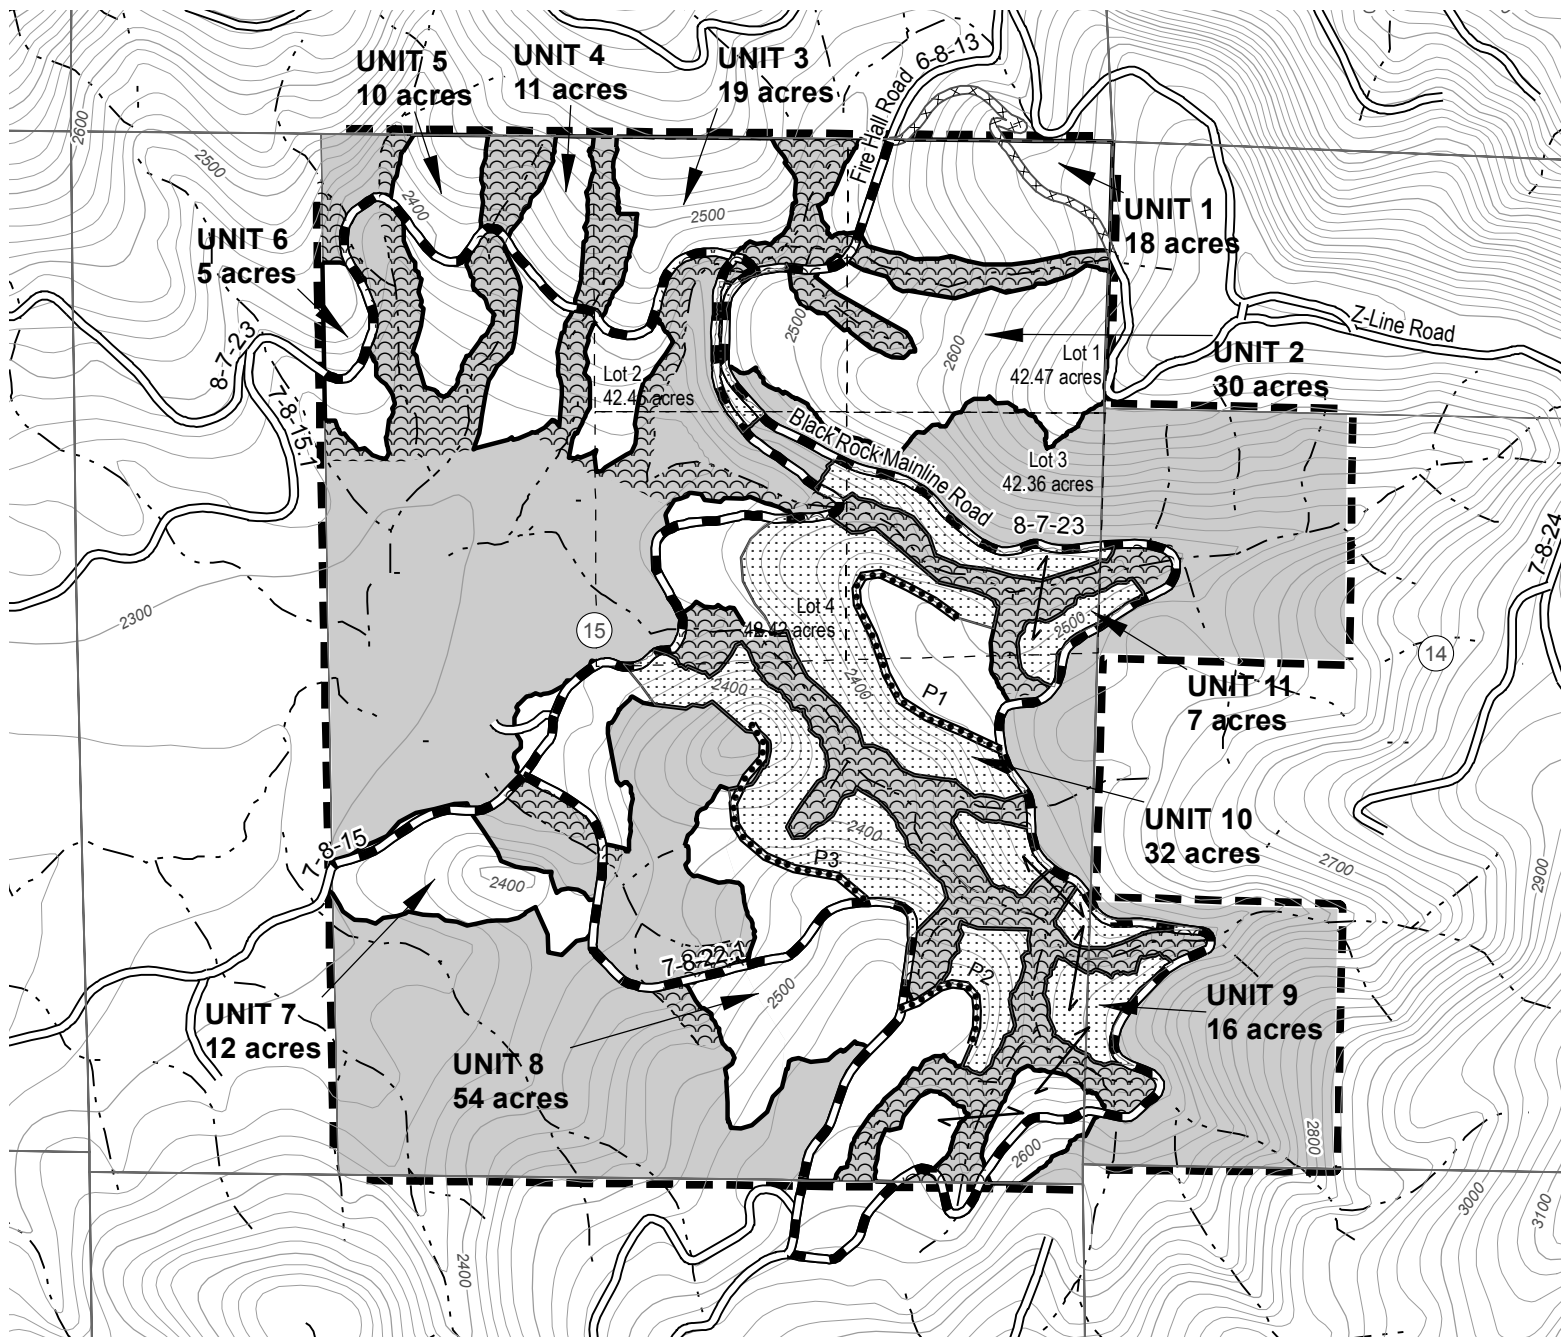 UNIT 5
10 acres
UNIT 4
11 acres
UNIT 3
19 acres
Fire Hall Road 6-8-13
2600
2500
2400
2500
UNIT 1
18 acres
UNIT 6
5 acres
8-7-23
7-8-15.1
2500
2600
Z-Line Road
Lot 1
42.47 acres
UNIT 2
30 acres
Lot 2
acres
Black Rock Mainline Road
Lot 3
42.36 acres
8-7-23
7-8-24
2300
15
Lot 4
42.42 acres
2500
14
2400
2400
P1
UNIT 11
7 acres
UNIT 10
32 acres
2400
P3
7-8-15
2400
2700
2900
7-8-22.1
2500
P2
UNIT 9
16 acres
UNIT 7
12 acres
UNIT 8
54 acres
2600
2800
3000
3100
2400